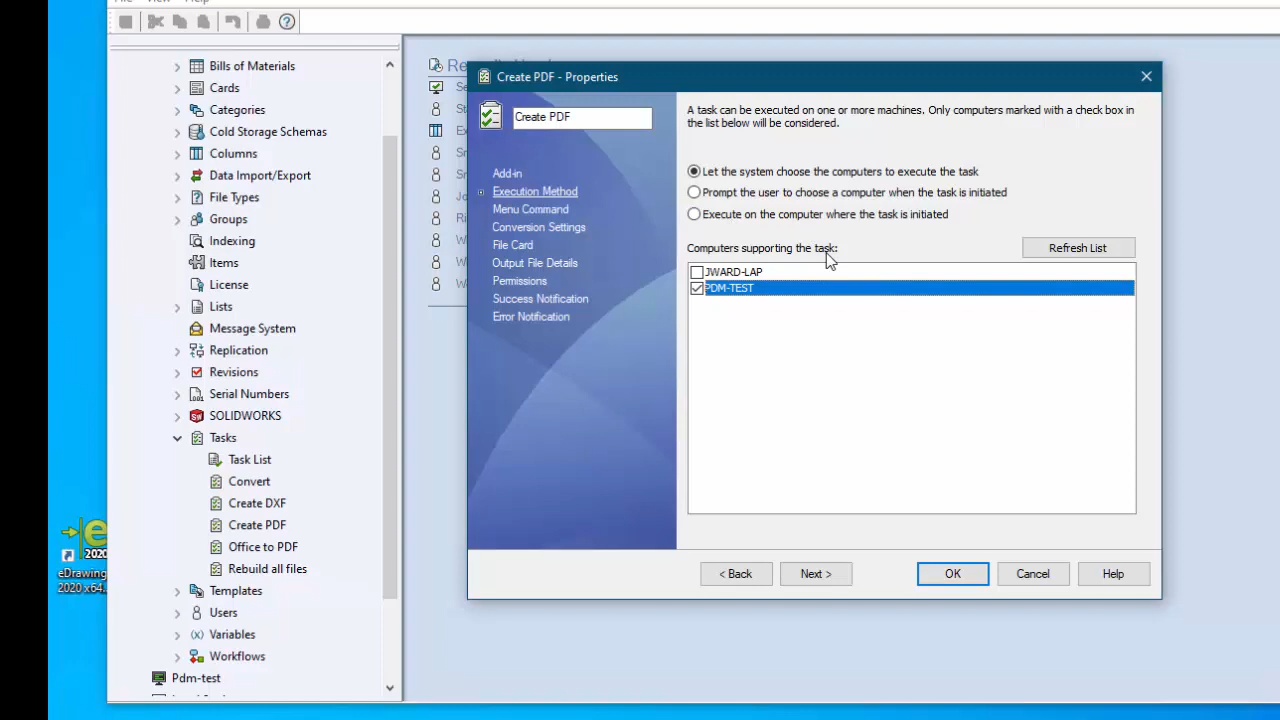 View
Help
Bills of Materials
Cards
Categories
Cold Storage Schemas
Columns
Data Import/Export
File Types
Groups
Indexing
Items
License
Lists
Message System
Replication
Revisions
Serial Numbers
SOLIDWORKS
Tasks
Task List
Convert
Create DXF
Create PDF
Office to PDF
Rebuild all files
Templates
Users
Variables
Workflows
Pdm-test
2020
eDrawing
2020 x64...
Create PDF - Properties
Create PDF
Add-in
Execution Method
Menu Command
Conversion Settings
File Card
Output File Details
Permissions
Success Notification
Error Notification
A task can be executed on one or more machines. Only computers marked with a check box in
the list below will be considered.
Let the system choose the computers to execute the task
Prompt the user to choose a computer when the task is initiated
Execute on the computer where the task is initiated
Computers supporting the task:
Refresh List
JWARD-LAP
PDM-TEST
< Back
Next >
OK
Cancel
Help